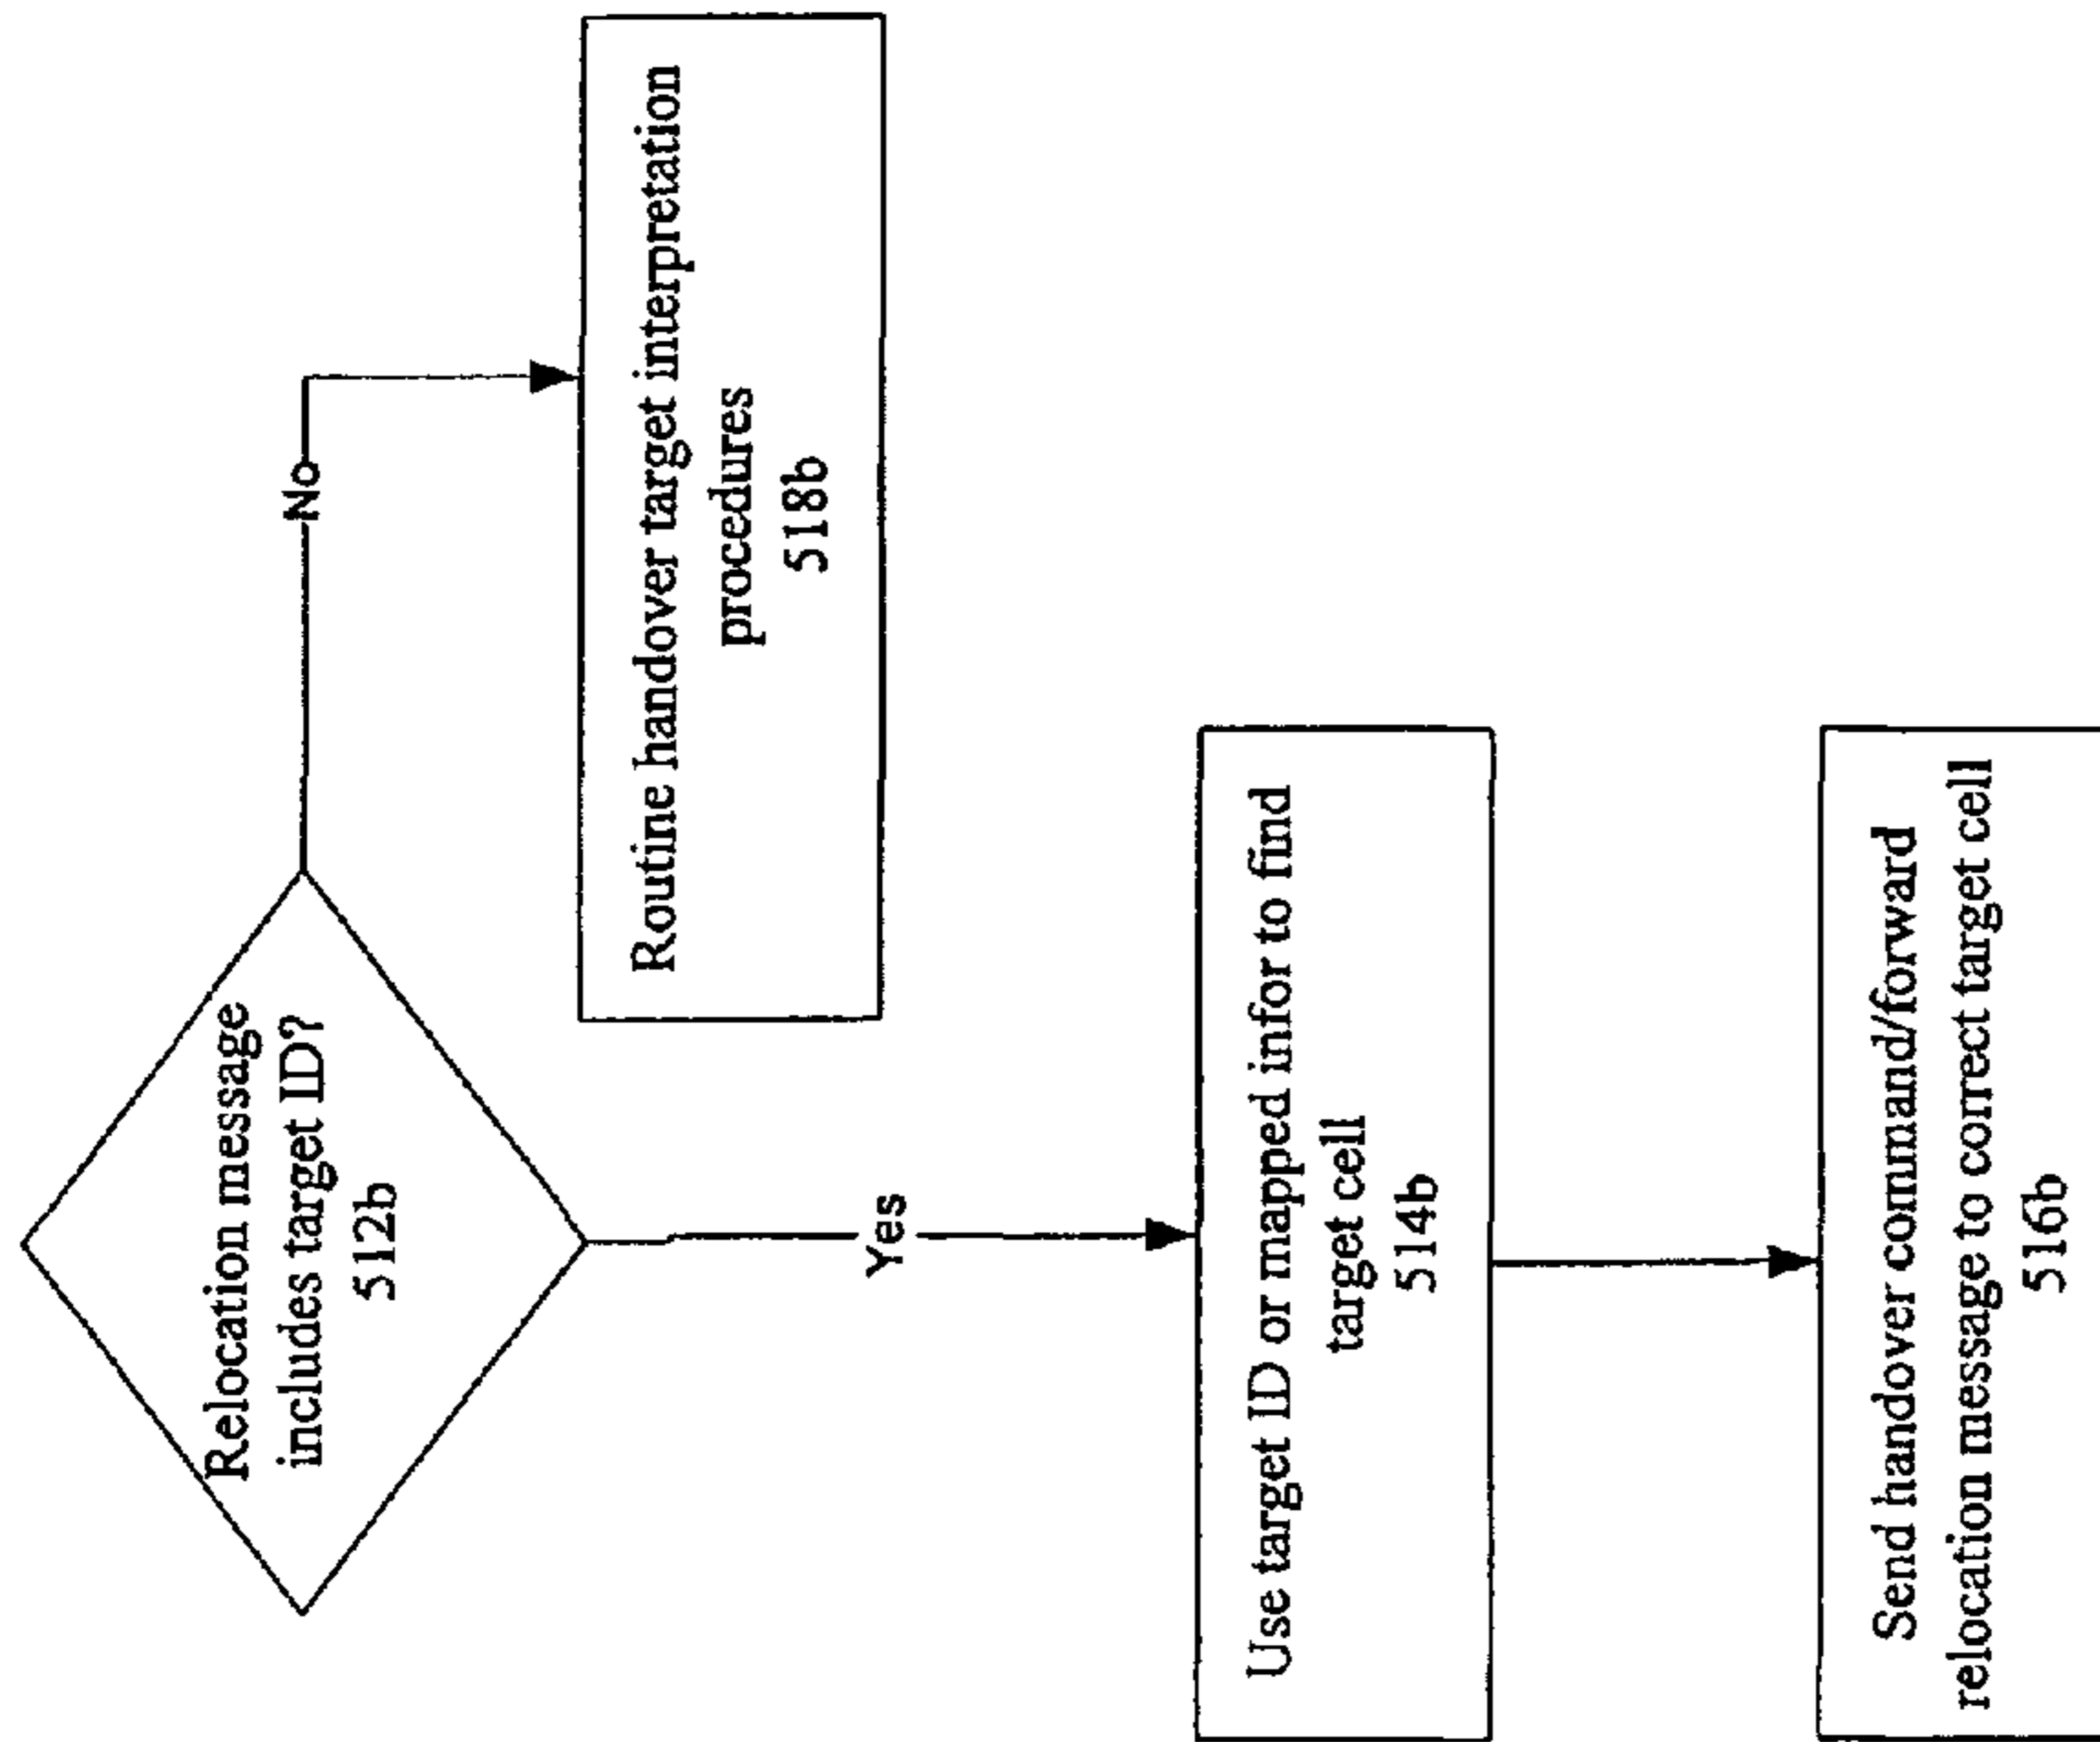 Relocation message
includes target ID?
512b
No
Routine handover target interpretation
procedures
518b
Yes
Use target ID or mapped infor to find
target cell
514b
Send handover command/forward
relocation message to correct target cell
516b